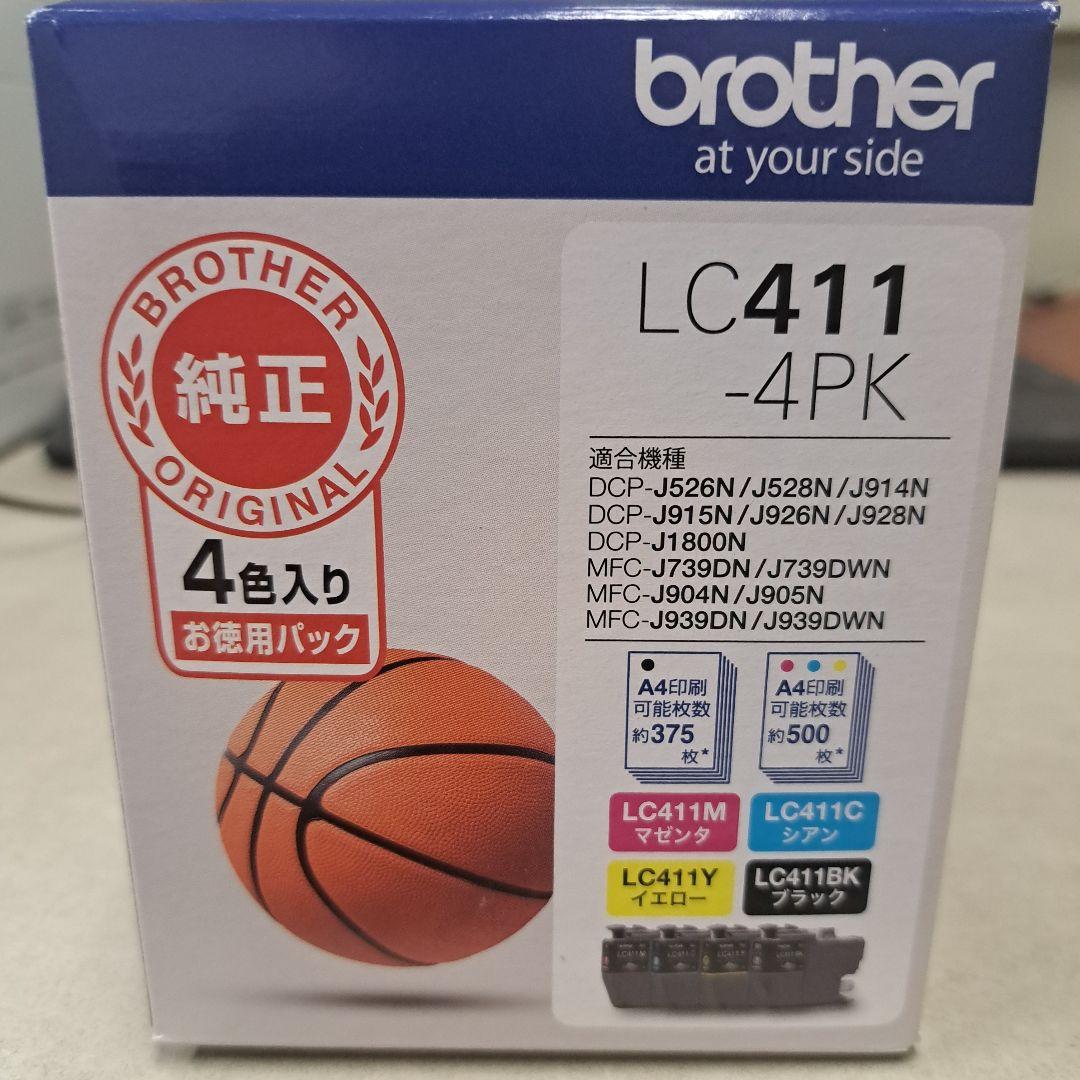 brother
at your side
BROTHER
純正
ORIGINAL
4色入り
お徳用パック
LC411
-4PK
適合機種
DCP-J526N/J528N/J914N
DCP-J915N/J926N/J928N
DCP-J1800N
MFC-J739DN/J739DWN
MFC-J904N/J905N
MFC-J939DN/J939DWN
A4印刷
可能枚数
約375
枚*
A4印刷
可能枚数
約500
枚*
LC411M
マゼンタ
LC411C
シアン
LC411Y
イエロー
LC411BK
ブラック